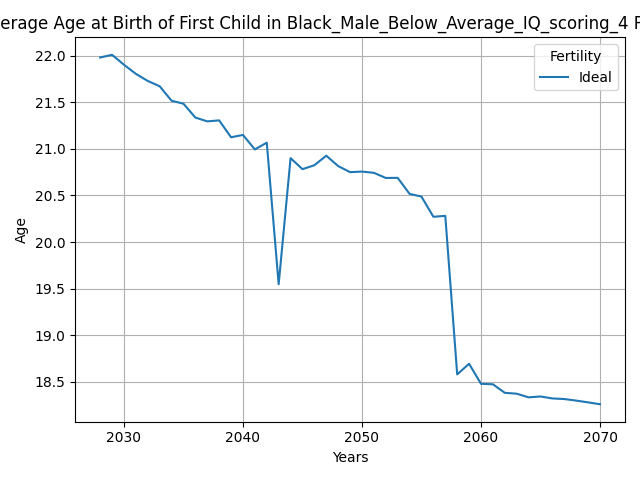 erage Age at Birth of First Child in Black_Male_Below_Average_IQ_scoring_4
Fertility
Ideal
22.0
21.5
21.0
20.5
20.0
19.5
19.0
18.5
Age
2030 2040 2050 2060 2070
Years